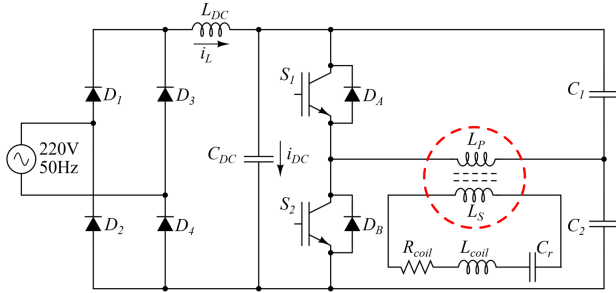 L_DC
i_L
D_1
D_3
S_1
D_A
C_1
220V
50Hz
C_DC
i_DC
L_P
L_S
D_2
D_4
S_2
D_B
C_2
R_coil
L_coil
C_r